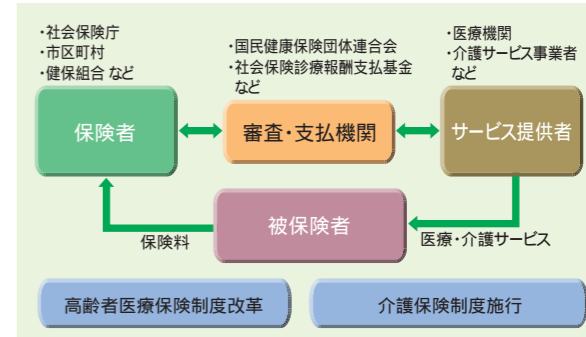 ・社会保険庁
・市区町村
・健保組合 など
・国民健康保険団体連合会
・社会保険診療報酬支払基金
など
・医療機関
・介護サービス事業者
など
保険者
審査・支払機関
サービス提供者
被保険者
保険料
医療・介護サービス
高齢者医療保険制度改革
介護保険制度施行